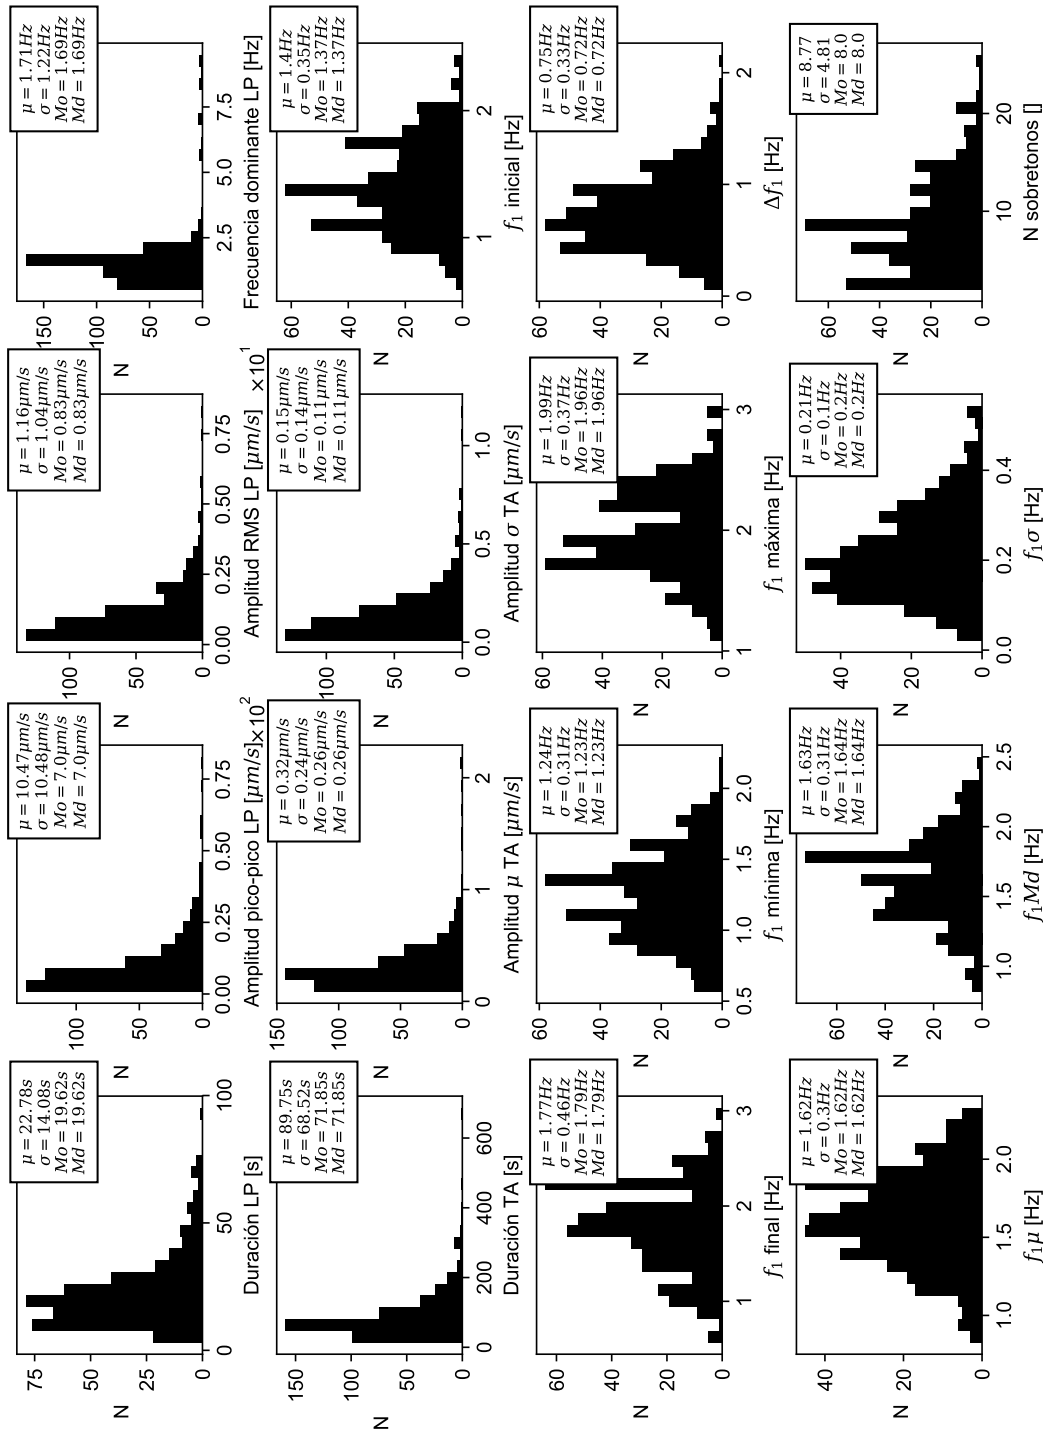 μ = 22.78s
σ = 14.08s
Mo = 19.62s
Md = 19.62s
75
50
25
0
N
0 50 100
Duración LP [s]
μ = 10.47μm/s
σ = 10.48μm/s
Mo = 7.0μm/s
Md = 7.0μm/s
100
50
0
N
0.00 0.25 0.50 0.75
Amplitud pico-pico LP [μm/s]×10²
μ = 1.16μm/s
σ = 1.04μm/s
Mo = 0.83μm/s
Md = 0.83μm/s
100
50
0
N
0.00 0.25 0.50 0.75
Amplitud RMS LP [μm/s] ×10¹
μ = 1.71Hz
σ = 1.22Hz
Mo = 1.69Hz
Md = 1.69Hz
150
100
50
0
N
2.5 5.0 7.5
Frecuencia dominante LP [Hz]
μ = 89.75s
σ = 68.52s
Mo = 71.85s
Md = 71.85s
150
100
50
0
N
0 200 400 600
Duración TA [s]
μ = 0.32μm/s
σ = 0.24μm/s
Mo = 0.26μm/s
Md = 0.26μm/s
150
100
50
0
N
0 1 2
Amplitud μ TA [μm/s]
μ = 0.15μm/s
σ = 0.14μm/s
Mo = 0.11μm/s
Md = 0.11μm/s
100
50
0
N
0.0 0.5 1.0
Amplitud σ TA [μm/s]
μ = 1.4Hz
σ = 0.35Hz
Mo = 1.37Hz
Md = 1.37Hz
60
40
20
0
N
1 2
f₁ inicial [Hz]
μ = 1.77Hz
σ = 0.46Hz
Mo = 1.79Hz
Md = 1.79Hz
60
40
20
0
N
1 2 3
f₁ final [Hz]
μ = 1.24Hz
σ = 0.31Hz
Mo = 1.23Hz
Md = 1.23Hz
60
40
20
0
N
0.5 1.0 1.5 2.0
f₁ mínima [Hz]
μ = 1.99Hz
σ = 0.37Hz
Mo = 1.96Hz
Md = 1.96Hz
60
40
20
0
N
1 2 3
f₁ máxima [Hz]
μ = 0.75Hz
σ = 0.33Hz
Mo = 0.72Hz
Md = 0.72Hz
60
40
20
0
N
0 1 2
Δf₁ [Hz]
μ = 1.62Hz
σ = 0.3Hz
Mo = 1.62Hz
Md = 1.62Hz
40
20
0
N
1.0 1.5 2.0
f₁μ [Hz]
μ = 1.63Hz
σ = 0.31Hz
Mo = 1.64Hz
Md = 1.64Hz
60
40
20
0
N
1.0 1.5 2.0 2.5
f₁Md [Hz]
μ = 0.21Hz
σ = 0.1Hz
Mo = 0.2Hz
Md = 0.2Hz
40
20
0
N
0.0 0.2 0.4
f₁σ [Hz]
μ = 8.77
σ = 4.81
Mo = 8.0
Md = 8.0
60
40
20
0
N
10 20
N sobretonos []